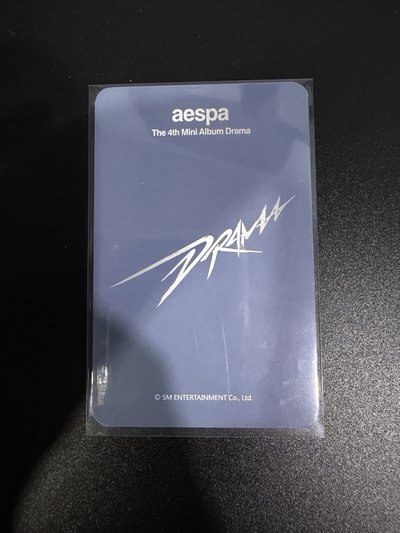 aespa
The 4th Mini Album Drama
DRAMA
© SM ENTERTAINMENT Co., Ltd.